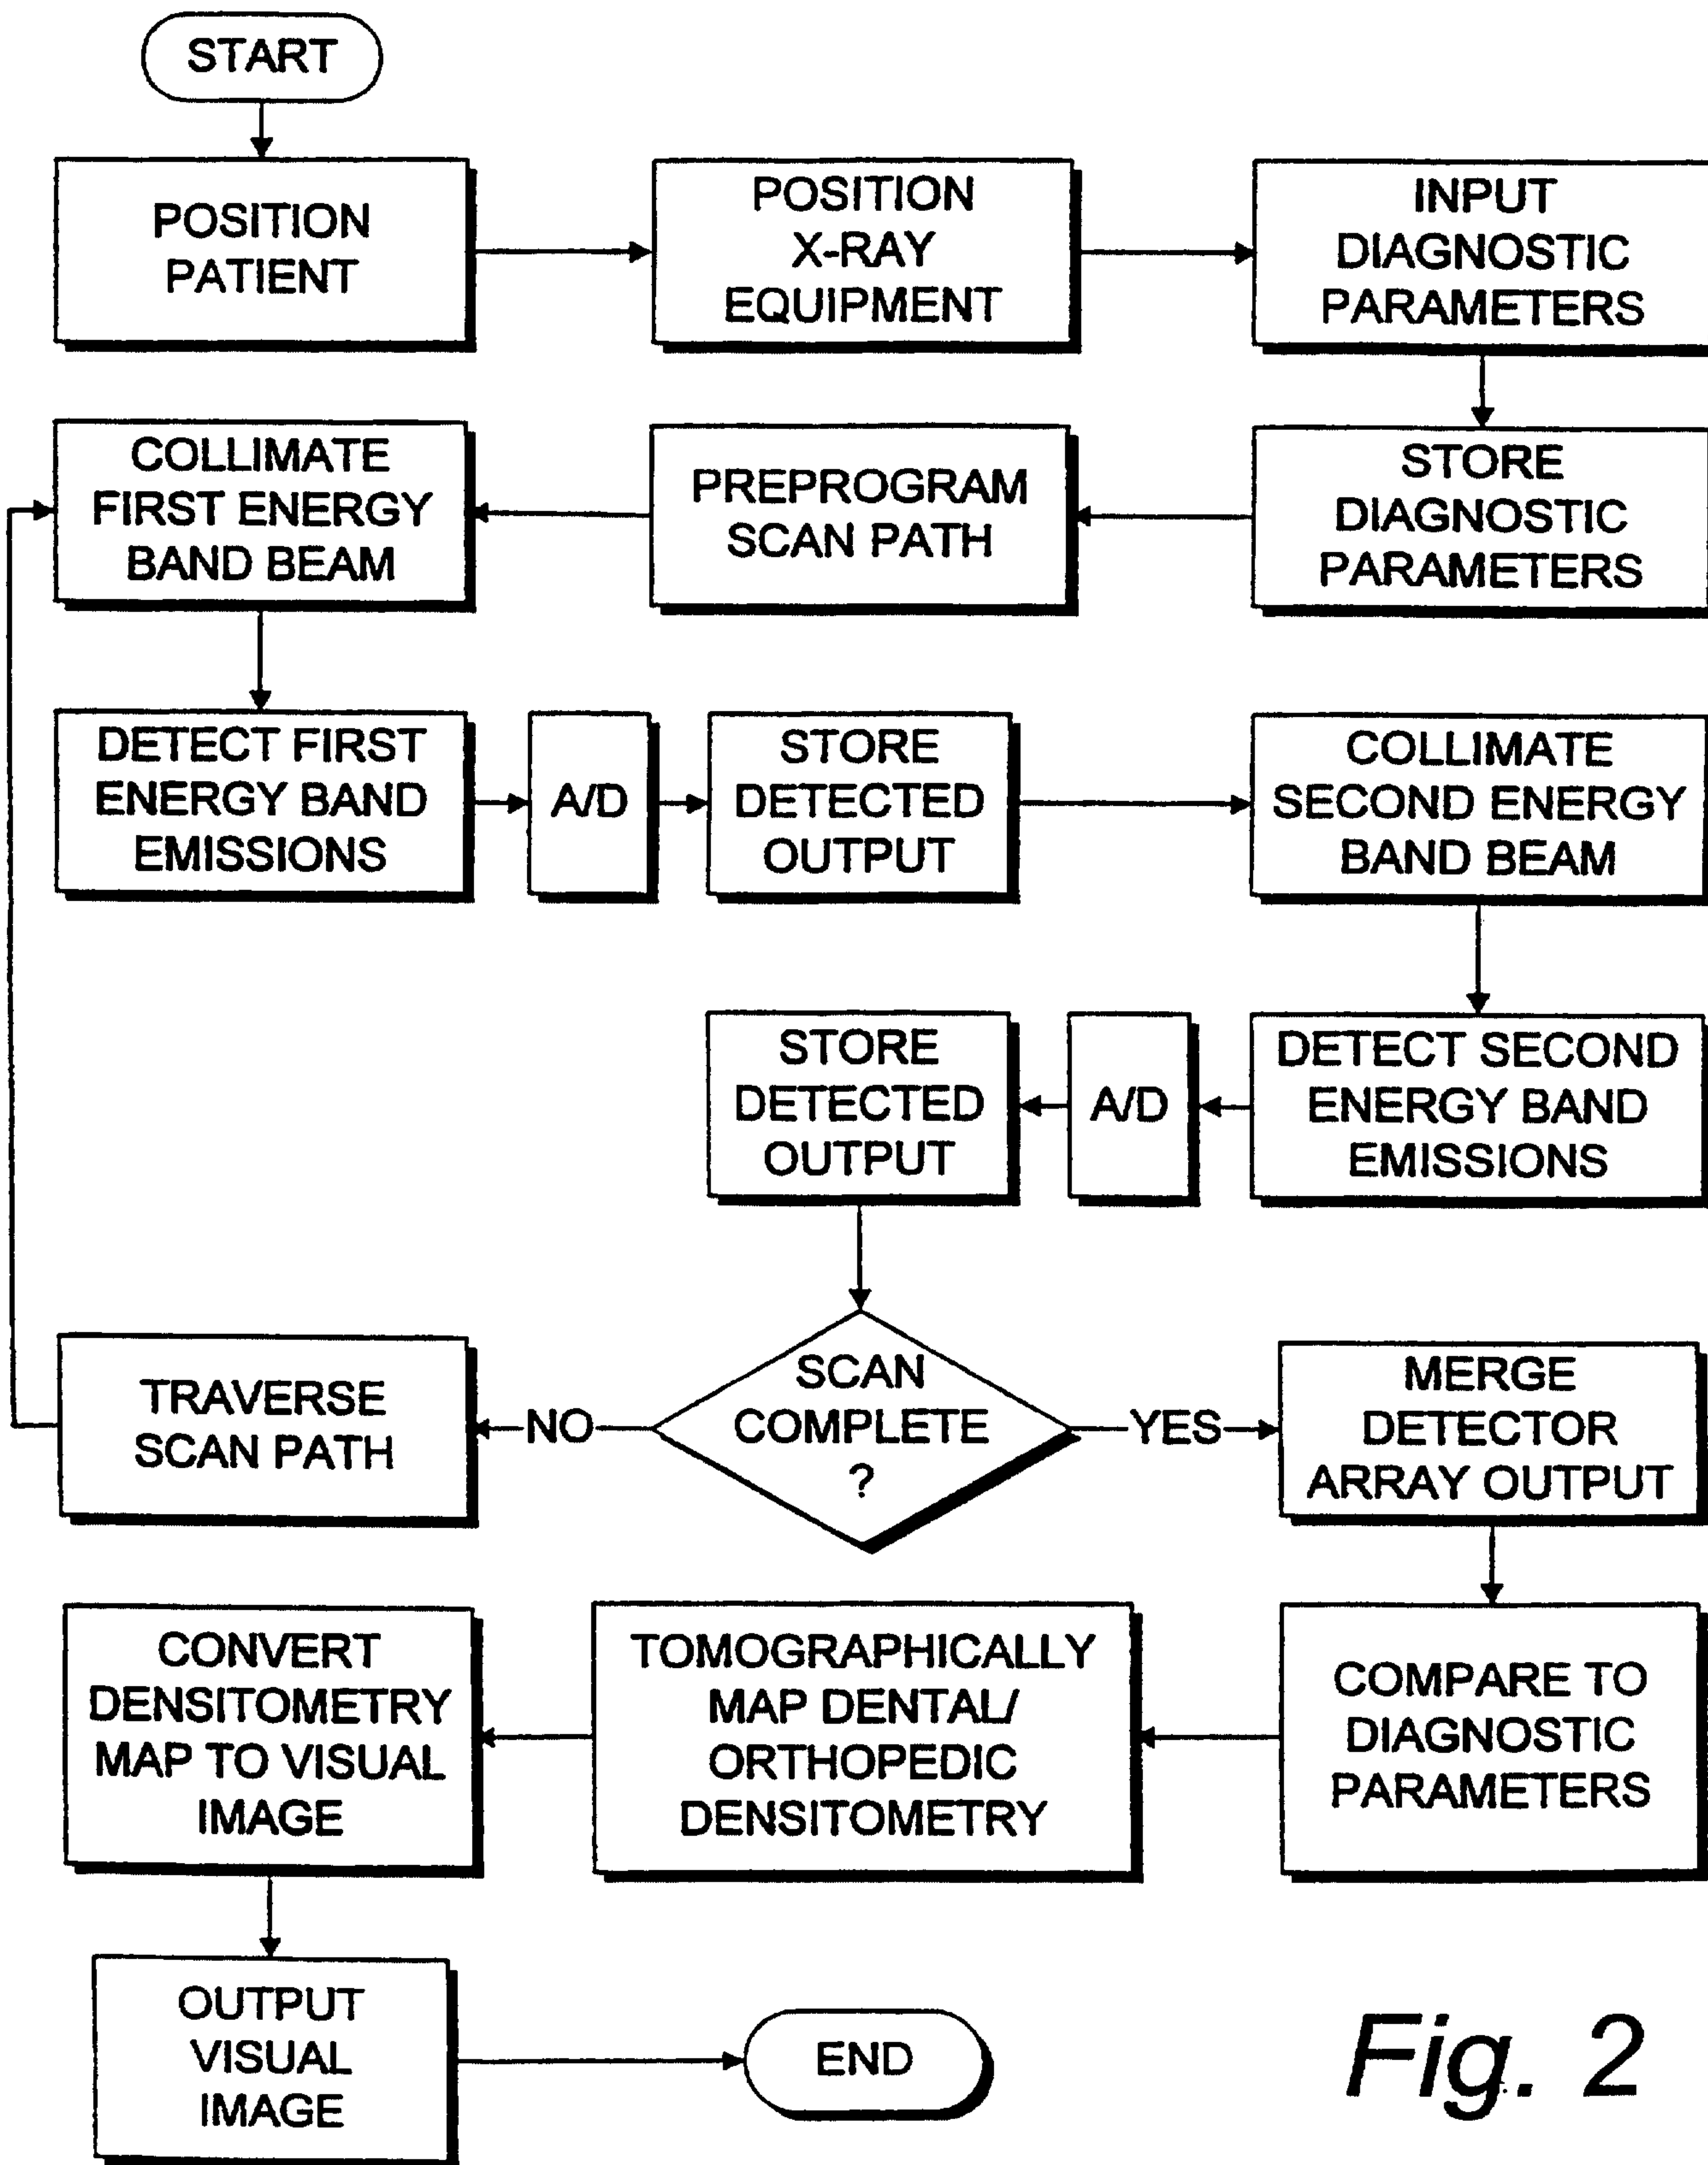 START
POSITION
PATIENT
POSITION
X-RAY
EQUIPMENT
INPUT
DIAGNOSTIC
PARAMETERS
STORE
DIAGNOSTIC
PARAMETERS
PREPROGRAM
SCAN PATH
COLLIMATE
FIRST ENERGY
BAND BEAM
DETECT FIRST
ENERGY BAND
EMISSIONS
A/D
STORE
DETECTED
OUTPUT
COLLIMATE
SECOND ENERGY
BAND BEAM
DETECT SECOND
ENERGY BAND
EMISSIONS
A/D
STORE
DETECTED
OUTPUT
SCAN
COMPLETE
?
NO
TRAVERSE
SCAN PATH
YES
MERGE
DETECTOR
ARRAY OUTPUT
COMPARE TO
DIAGNOSTIC
PARAMETERS
TOMOGRAPHICALLY
MAP DENTAL/
ORTHOPEDIC
DENSITOMETRY
CONVERT
DENSITOMETRY
MAP TO VISUAL
IMAGE
OUTPUT
VISUAL
IMAGE
END
Fig. 2